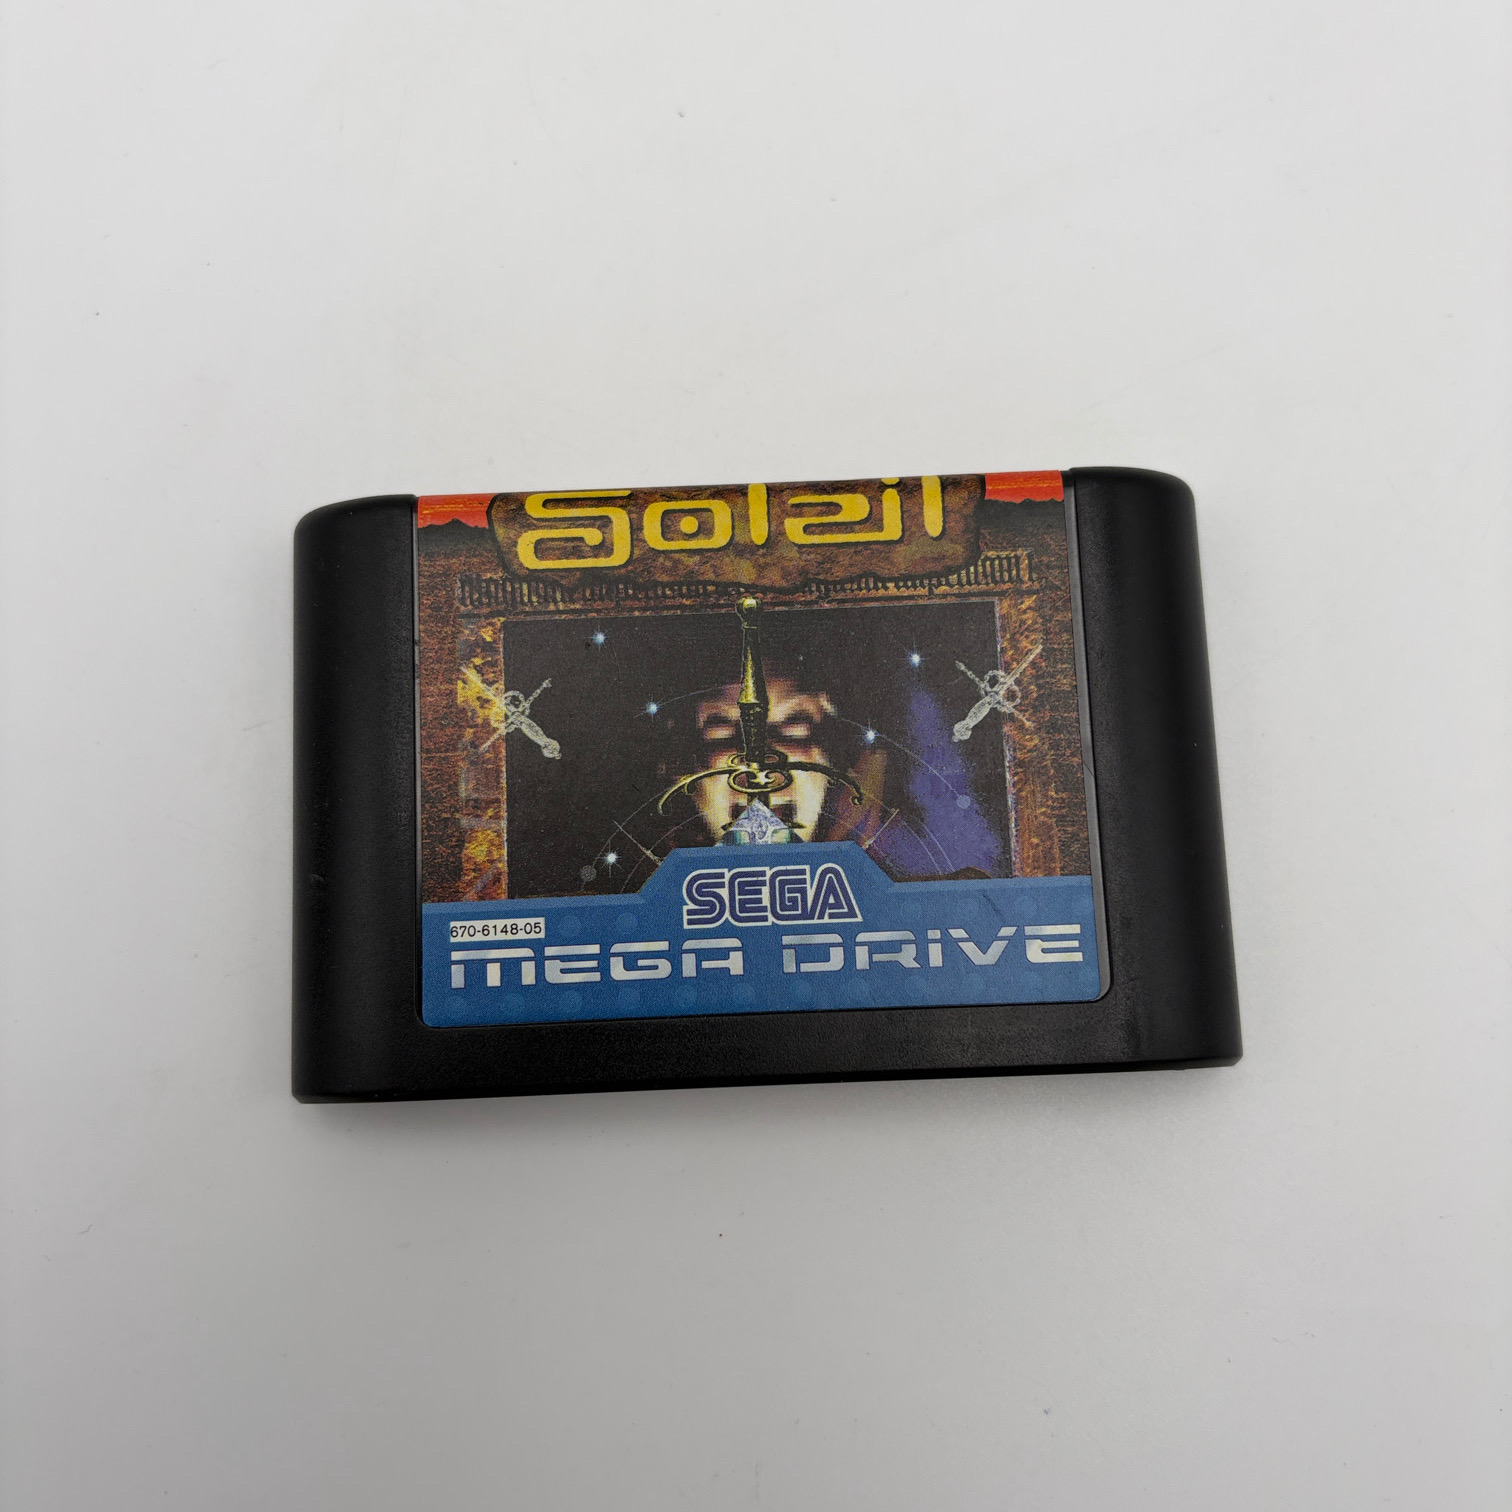 Soleil
SEGA
670-6148-05
MEGA DRIVE